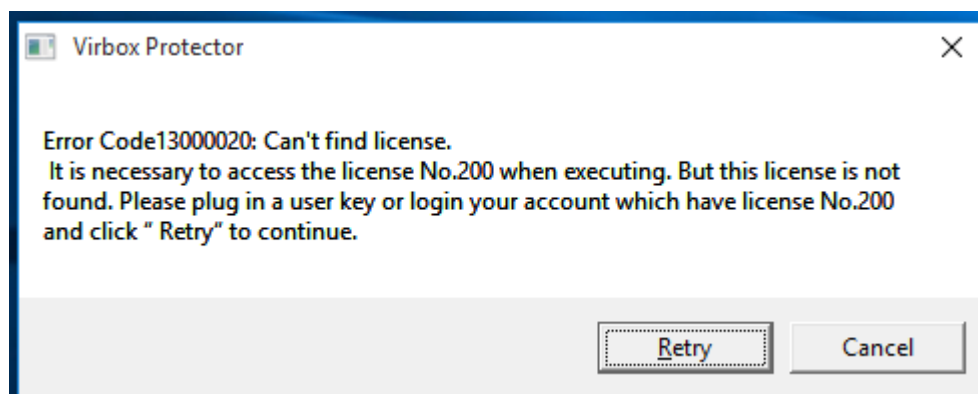 Virbox Protector
Error Code13000020: Can't find license.
It is necessary to access the license No.200 when executing. But this license is not
found. Please plug in a user key or login your account which have license No.200
and click “ Retry” to continue.
Retry
Cancel